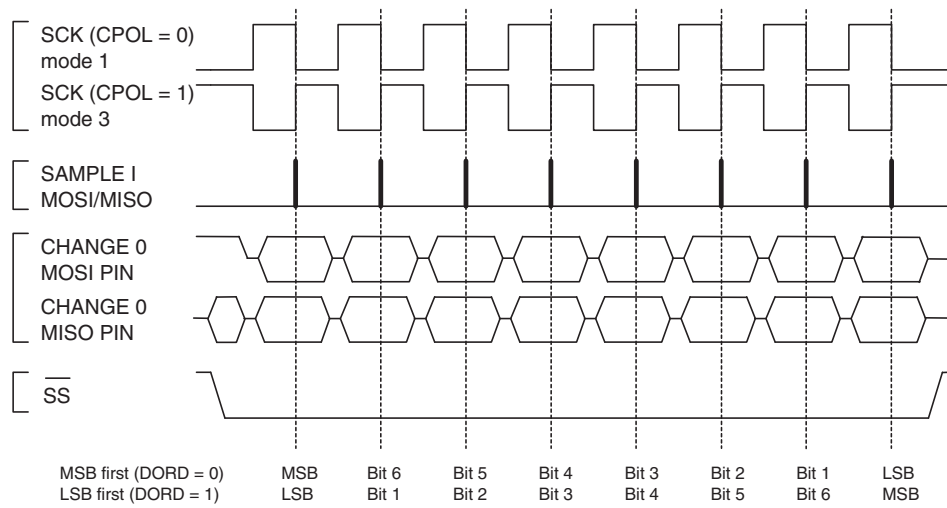 SCK (CPOL = 0)
mode 1
SCK (CPOL = 1)
mode 3
SAMPLE I
MOSI/MISO
CHANGE 0
MOSI PIN
CHANGE 0
MISO PIN
SS
MSB first (DORD = 0) MSB Bit 6 Bit 5 Bit 4 Bit 3 Bit 2 Bit 1 LSB
LSB first (DORD = 1) LSB Bit 1 Bit 2 Bit 3 Bit 4 Bit 5 Bit 6 MSB